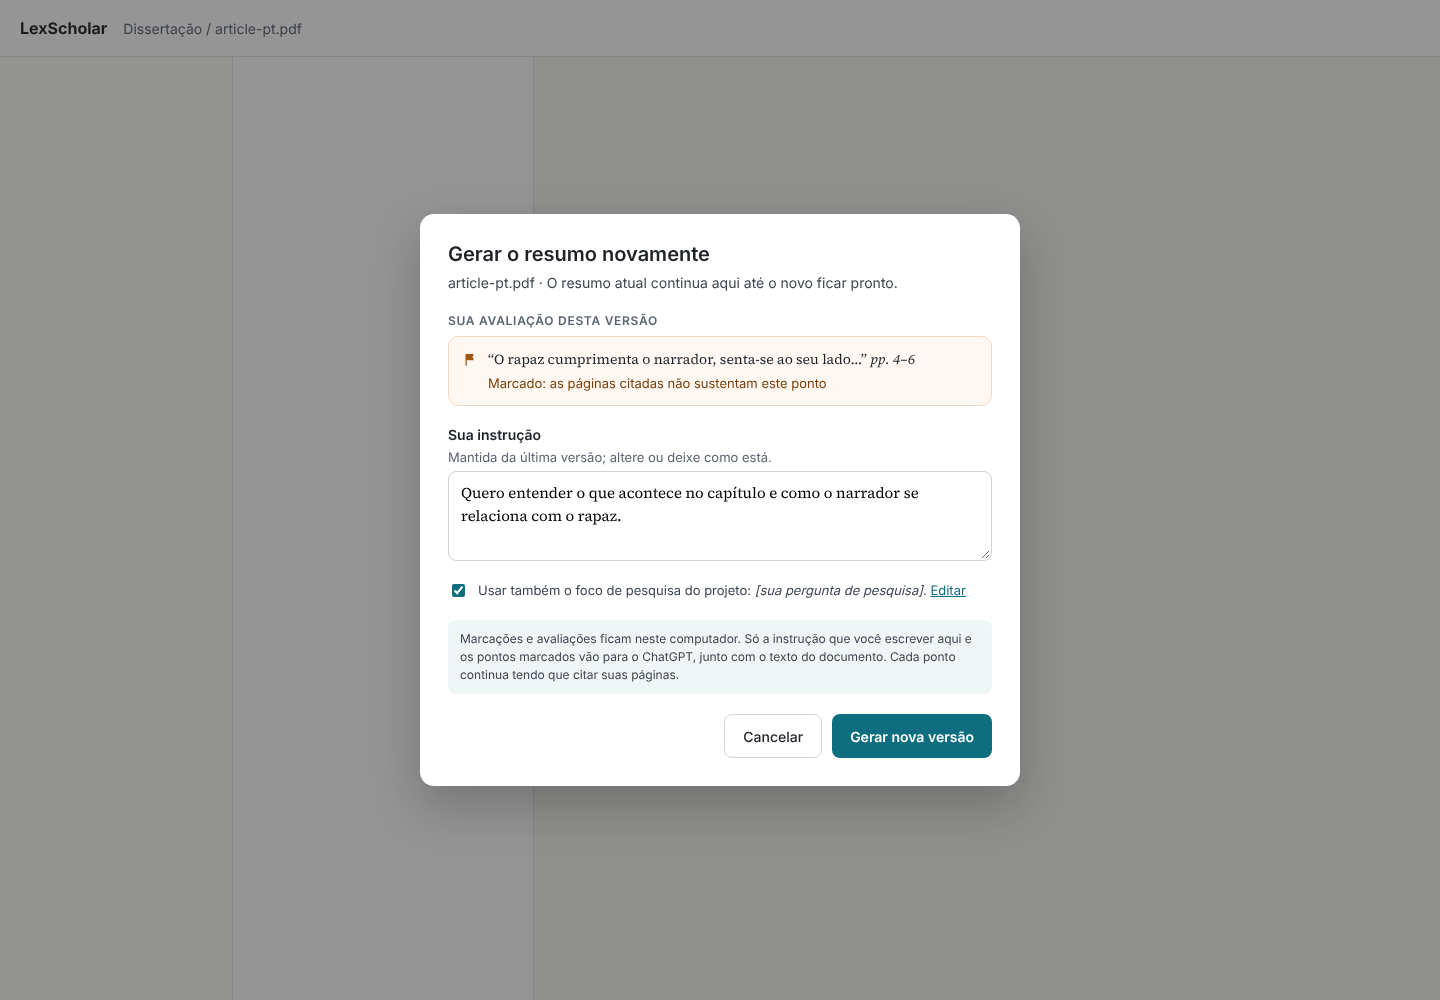 LexScholar Dissertação / article-pt.pdf
Gerar o resumo novamente
article-pt.pdf · O resumo atual continua aqui até o novo ficar pronto.
SUA AVALIAÇÃO DESTA VERSÃO
“O rapaz cumprimenta o narrador, senta-se ao seu lado…” pp. 4–6
Marcado: as páginas citadas não sustentam este ponto
Sua instrução
Mantida da última versão; altere ou deixe como está.
Quero entender o que acontece no capítulo e como o narrador se
relaciona com o rapaz.
Usar também o foco de pesquisa do projeto: [sua pergunta de pesquisa]. Editar
Marcações e avaliações ficam neste computador. Só a instrução que você escrever aqui e
os pontos marcados vão para o ChatGPT, junto com o texto do documento. Cada ponto
continua tendo que citar suas páginas.
Cancelar
Gerar nova versão